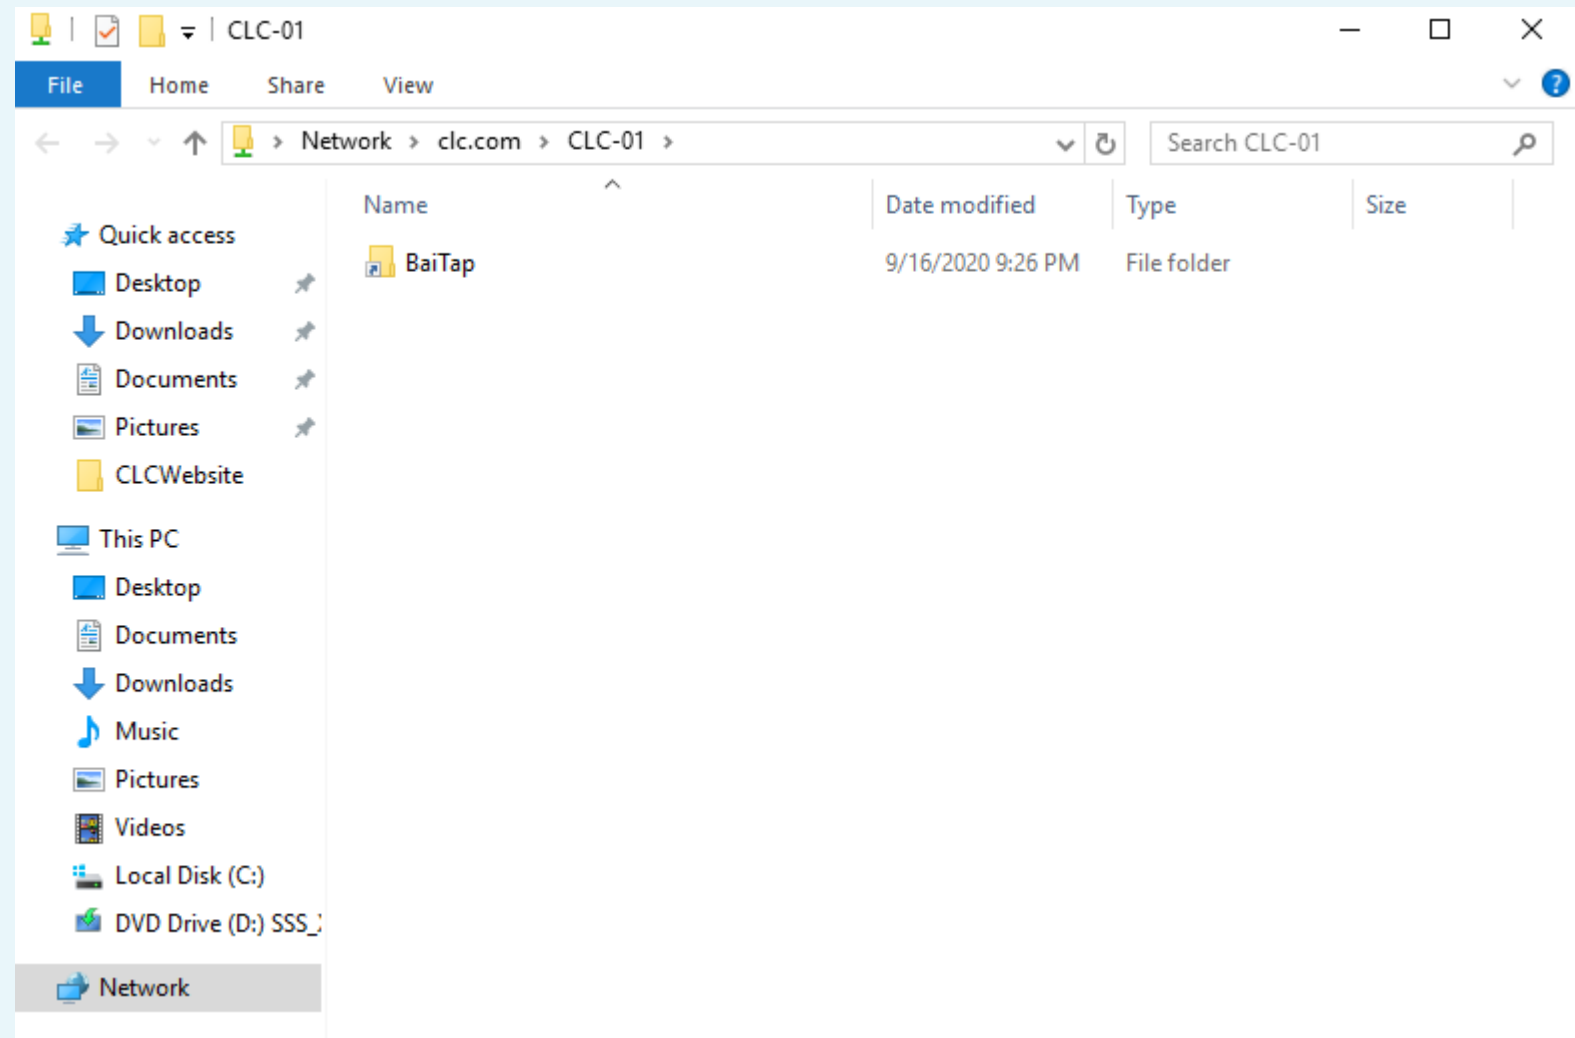 CLC-01
File Home Share View
Network > clc.com > CLC-01 >
Search CLC-01
Name Date modified Type Size
BaiTap 9/16/2020 9:26 PM File folder
Quick access
Desktop
Downloads
Documents
Pictures
CLCWebsite
This PC
Desktop
Documents
Downloads
Music
Pictures
Videos
Local Disk (C:)
DVD Drive (D:) SSS_
Network